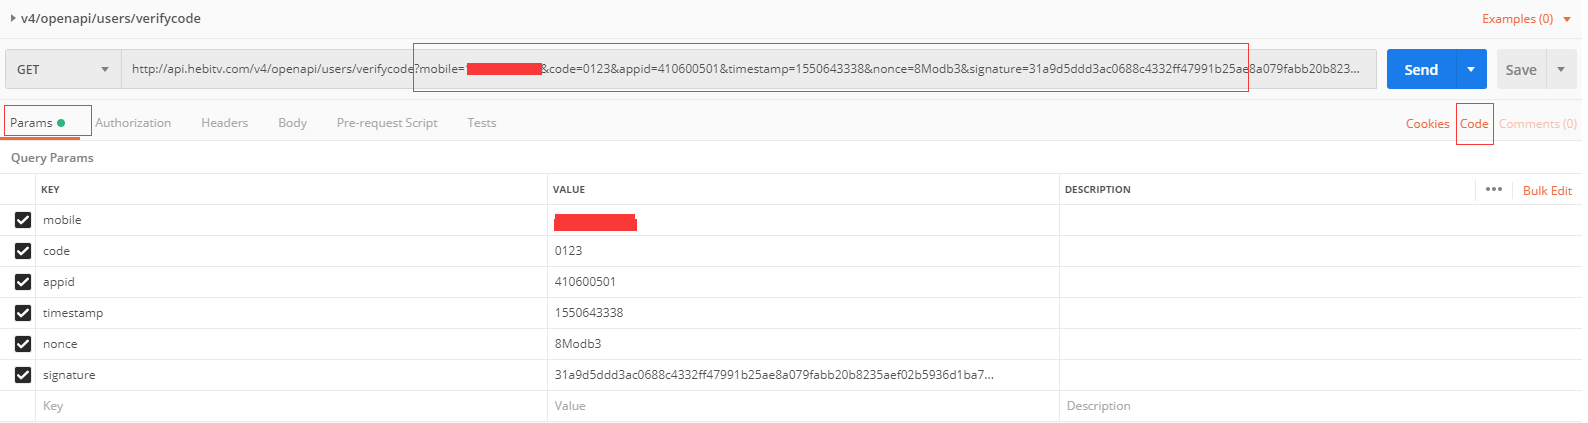 v4/openapi/users/verifycode
Examples (0)
GET
http://api.hebitv.com/v4/openapi/users/verifycode?mobile= &code=0123&appid=410600501&timestamp=1550643338&nonce=8Modb3&signature=31a9d5ddd3ac0688c4332ff47991b25ae8a079fabb20b823...
Send
Save
Params
Authorization
Headers
Body
Pre-request Script
Tests
Cookies
Code
Comments (0)
Query Params
KEY
VALUE
DESCRIPTION
Bulk Edit
mobile
code
0123
appid
410600501
timestamp
1550643338
nonce
8Modb3
signature
31a9d5ddd3ac0688c4332ff47991b25ae8a079fabb20b8235aef02b5936d1ba7...
Key
Value
Description